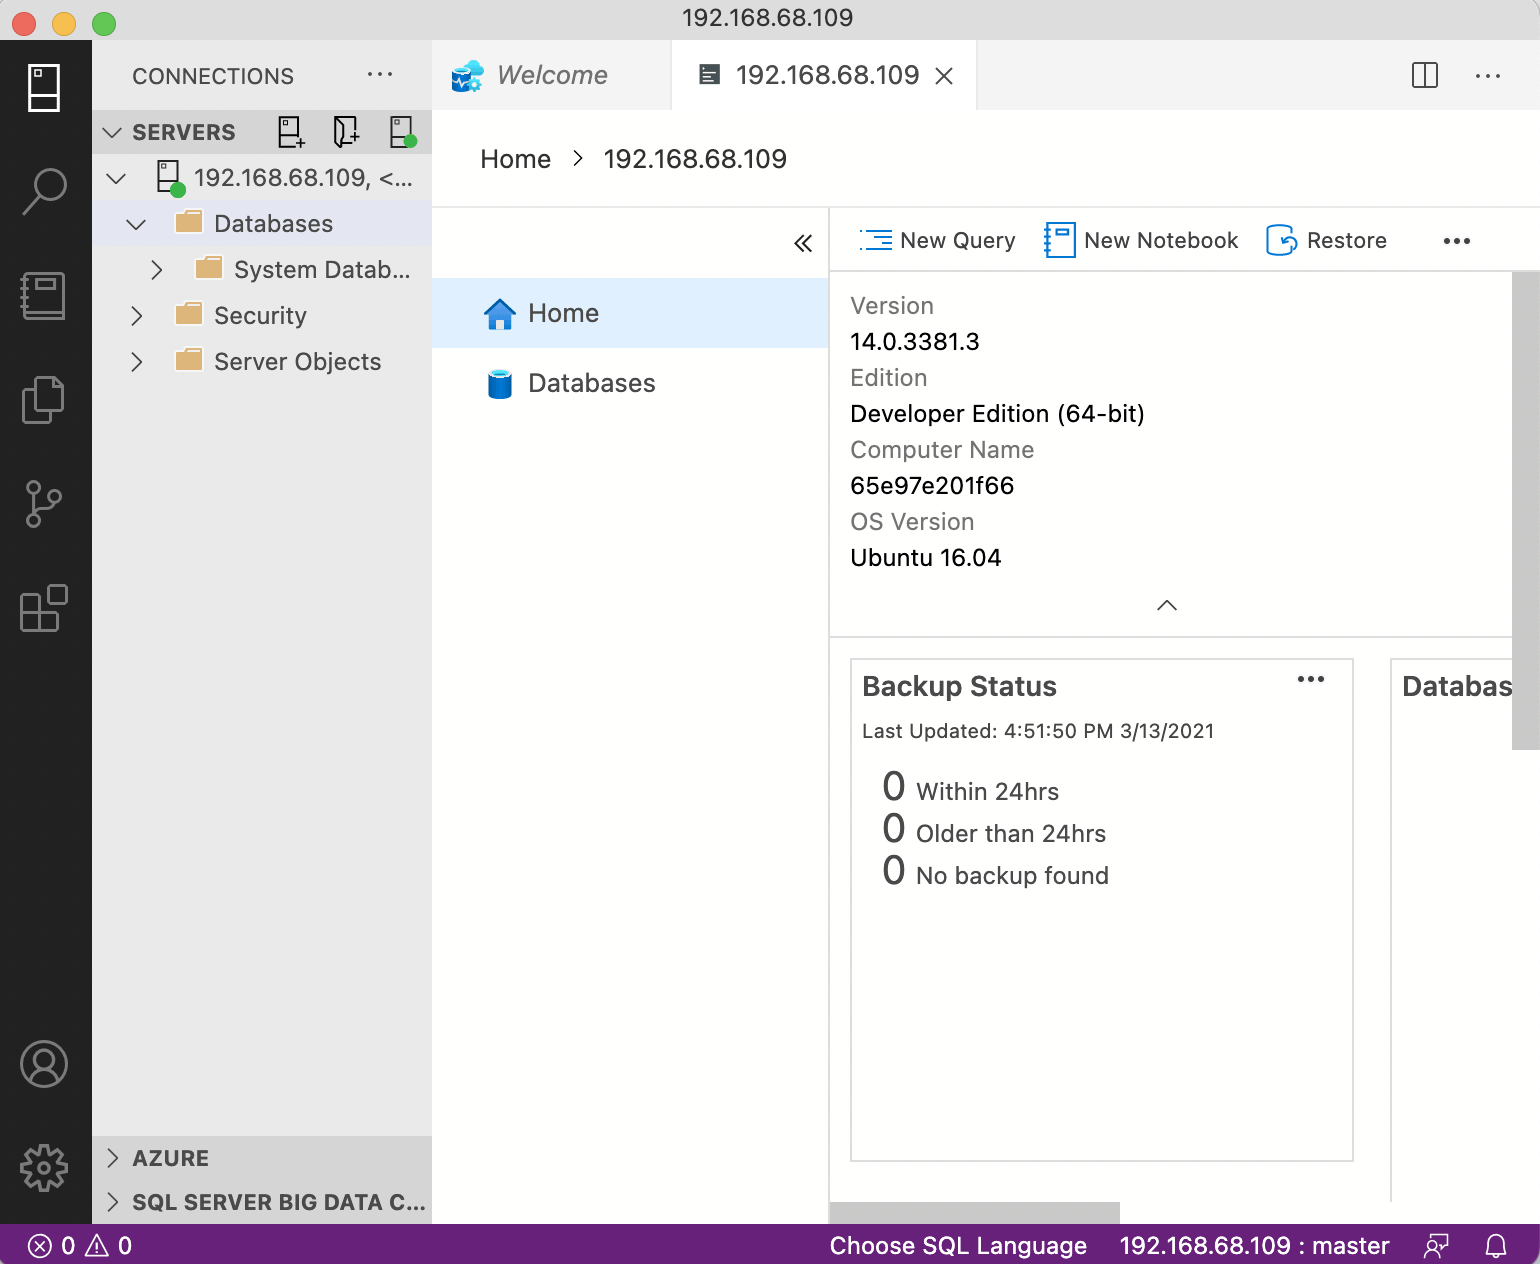 192.168.68.109
CONNECTIONS
Welcome
192.168.68.109
SERVERS
192.168.68.109, <...
Databases
System Datab...
Security
Server Objects
AZURE
SQL SERVER BIG DATA C...
Home > 192.168.68.109
Home
Databases
New Query
New Notebook
Restore
Version
14.0.3381.3
Edition
Developer Edition (64-bit)
Computer Name
65e97e201f66
OS Version
Ubuntu 16.04
Backup Status
Last Updated: 4:51:50 PM 3/13/2021
0 Within 24hrs
0 Older than 24hrs
0 No backup found
Databas
0 0
Choose SQL Language
192.168.68.109 : master